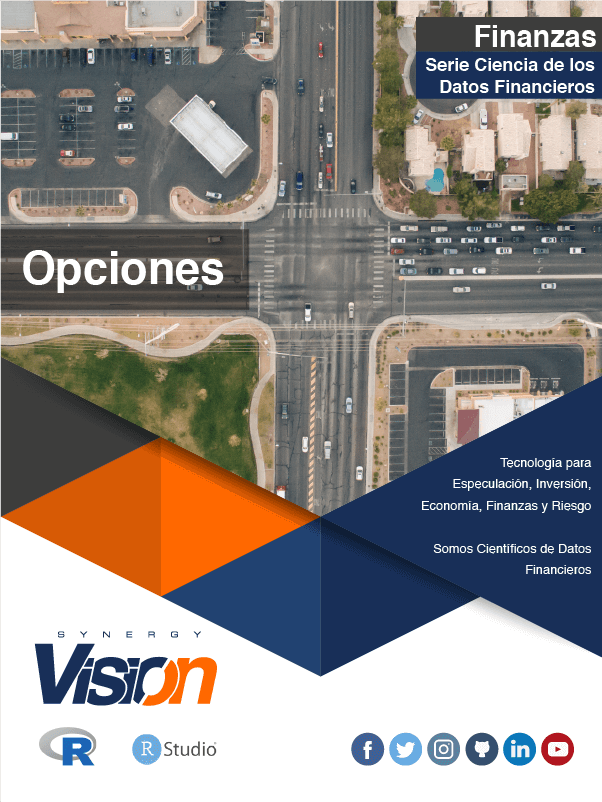 Finanzas
Serie Ciencia de los
Datos Financieros
Opciones
Tecnología para
Especulación, Inversión,
Economía, Finanzas y Riesgo
Somos Científicos de Datos
Financieros
SYNERGY
Vision
R
R Studio